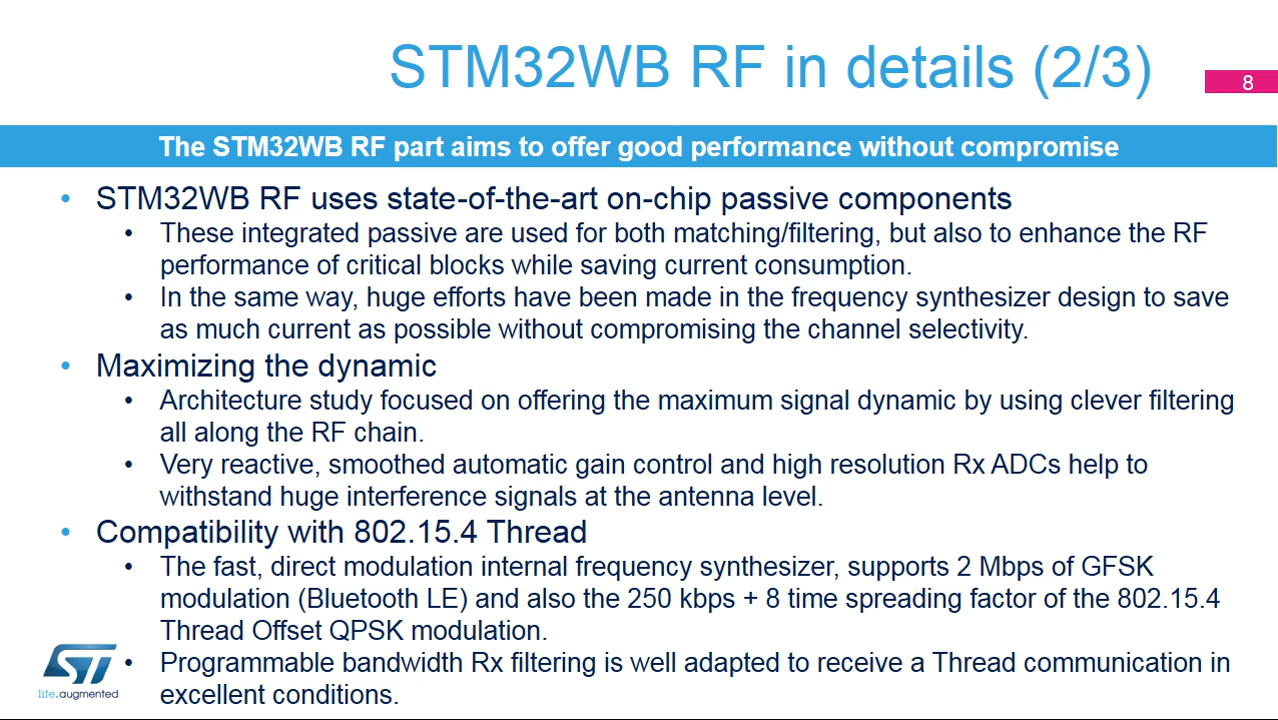 STM32WB RF in details (2/3)
8
The STM32WB RF part aims to offer good performance without compromise
• STM32WB RF uses state-of-the-art on-chip passive components
• These integrated passive are used for both matching/filtering, but also to enhance the RF
performance of critical blocks while saving current consumption.
• In the same way, huge efforts have been made in the frequency synthesizer design to save
as much current as possible without compromising the channel selectivity.
• Maximizing the dynamic
• Architecture study focused on offering the maximum signal dynamic by using clever filtering
all along the RF chain.
• Very reactive, smoothed automatic gain control and high resolution Rx ADCs help to
withstand huge interference signals at the antenna level.
• Compatibility with 802.15.4 Thread
• The fast, direct modulation internal frequency synthesizer, supports 2 Mbps of GFSK
modulation (Bluetooth LE) and also the 250 kbps + 8 time spreading factor of the 802.15.4
Thread Offset QPSK modulation.
• Programmable bandwidth Rx filtering is well adapted to receive a Thread communication in
excellent conditions.
ST
life.augmented